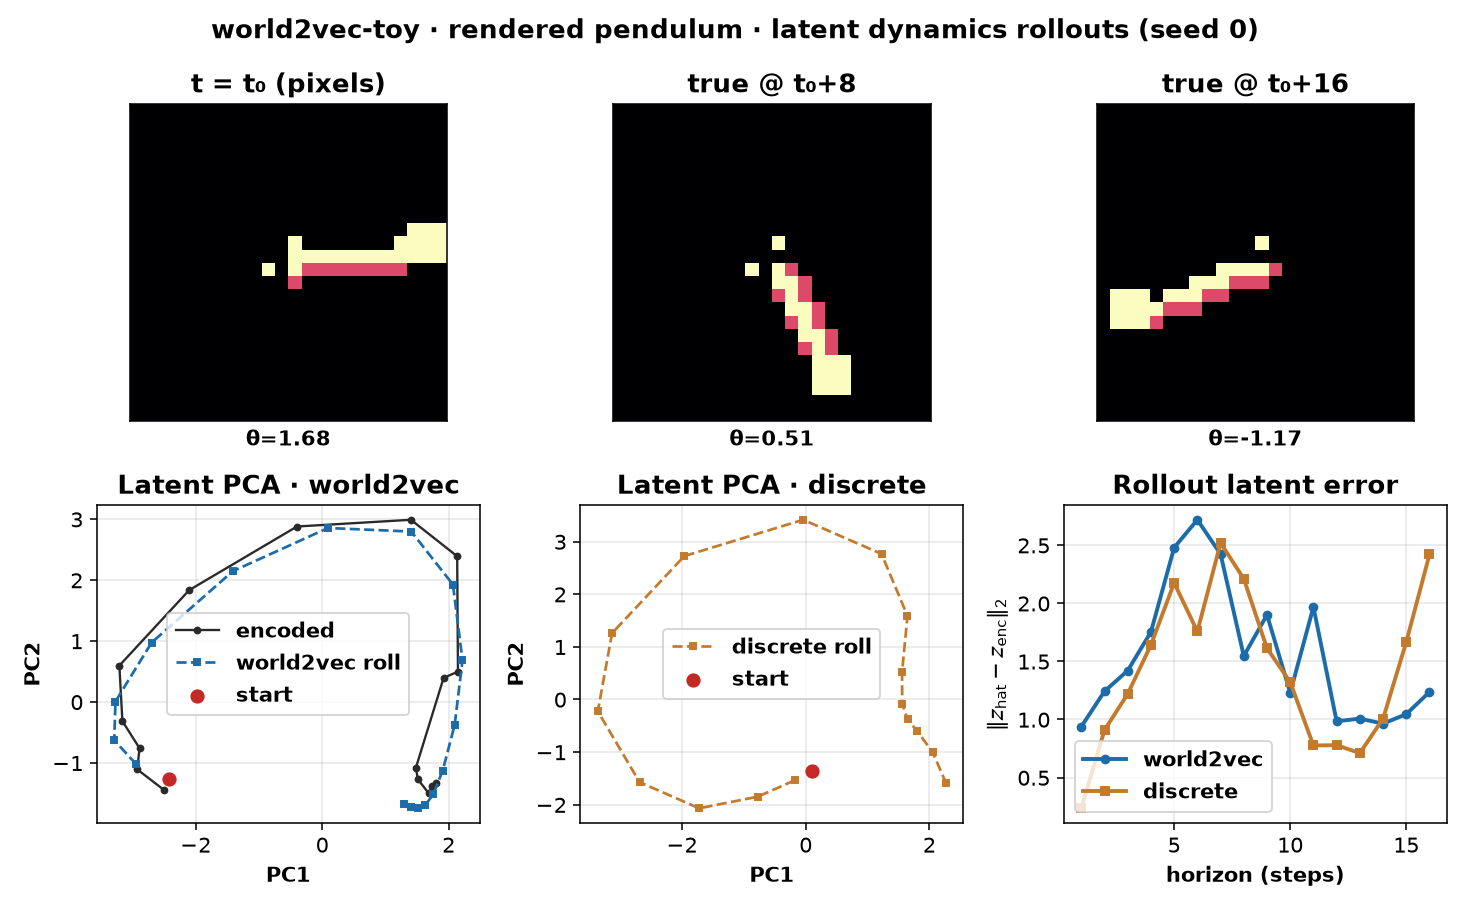 world2vec-toy · rendered pendulum · latent dynamics rollouts (seed 0)
t = t₀ (pixels)
true @ t₀+8
true @ t₀+16
θ=1.68
θ=0.51
θ=-1.17
Latent PCA · world2vec
3
2
1
0
−1
−2
0
2
PC2
PC1
encoded
world2vec roll
start
Latent PCA · discrete
3
2
1
0
−1
−2
−2
0
2
PC2
PC1
discrete roll
start
Rollout latent error
2.5
2.0
1.5
1.0
0.5
5
10
15
‖z_hat − z_enc‖₂
horizon (steps)
world2vec
discrete